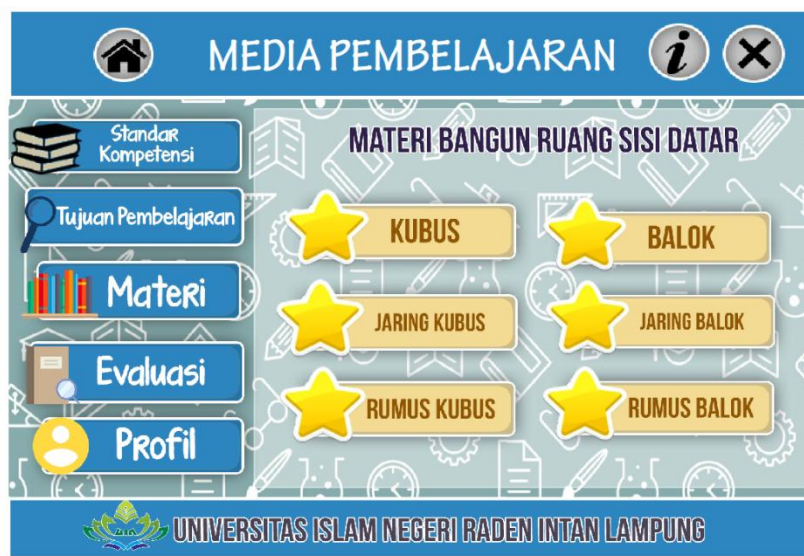 MEDIA PEMBELAJARAN
Standar
Kompetensi
Tujuan Pembelajaran
Materi
Evaluasi
Profil
MATERI BANGUN RUANG SISI DATAR
KUBUS
BALOK
JARING KUBUS
JARING BALOK
RUMUS KUBUS
RUMUS BALOK
UNIVERSITAS ISLAM NEGERI RADEN INTAN LAMPUNG